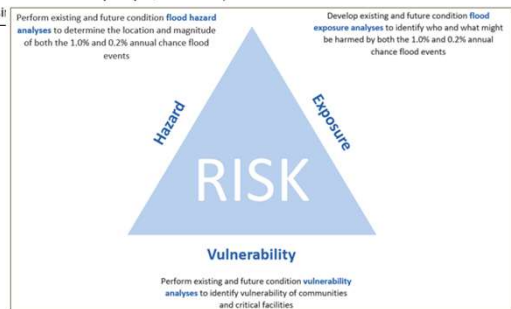 Perform existing and future condition flood hazard
analyses to determine the location and magnitude
of both the 1.0% and 0.2% annual chance flood
events
Develop existing and future condition flood
exposure analyses to identify who and what might
be harmed by both the 1.0% and 0.2% annual
chance flood events
Hazard
Exposure
RISK
Vulnerability
Perform existing and future condition vulnerability
analyses to identify vulnerability of communities
and critical facilities